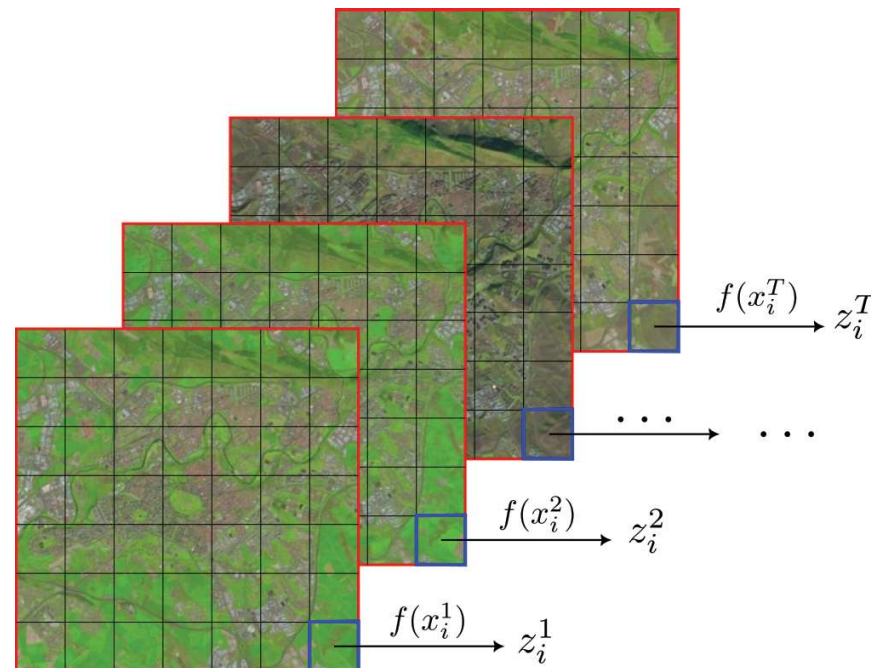 f(x_i^T) z_i^T
. . . . . .
f(x_i^2) z_i^2
f(x_i^1) z_i^1